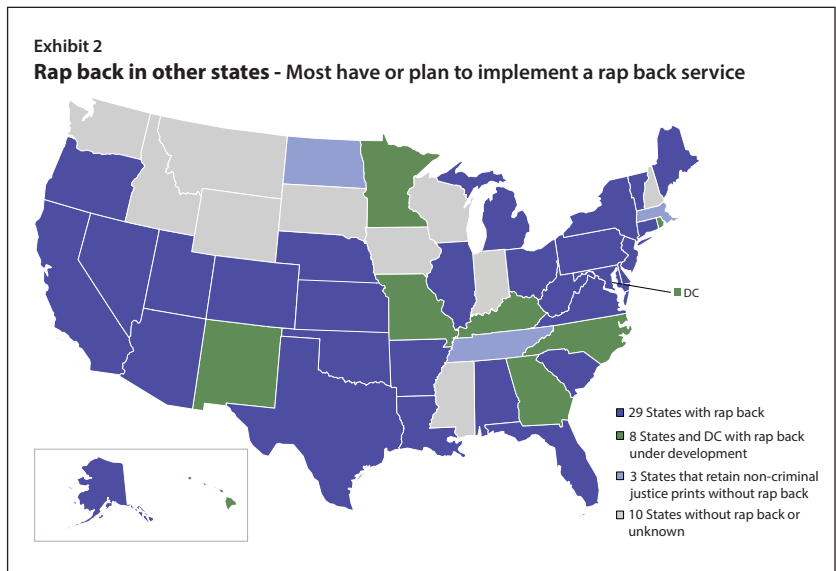 Exhibit 2
Rap back in other states - Most have or plan to implement a rap back service
DC
29 States with rap back
8 States and DC with rap back
under development
3 States that retain non-criminal
justice prints without rap back
10 States without rap back or
unknown